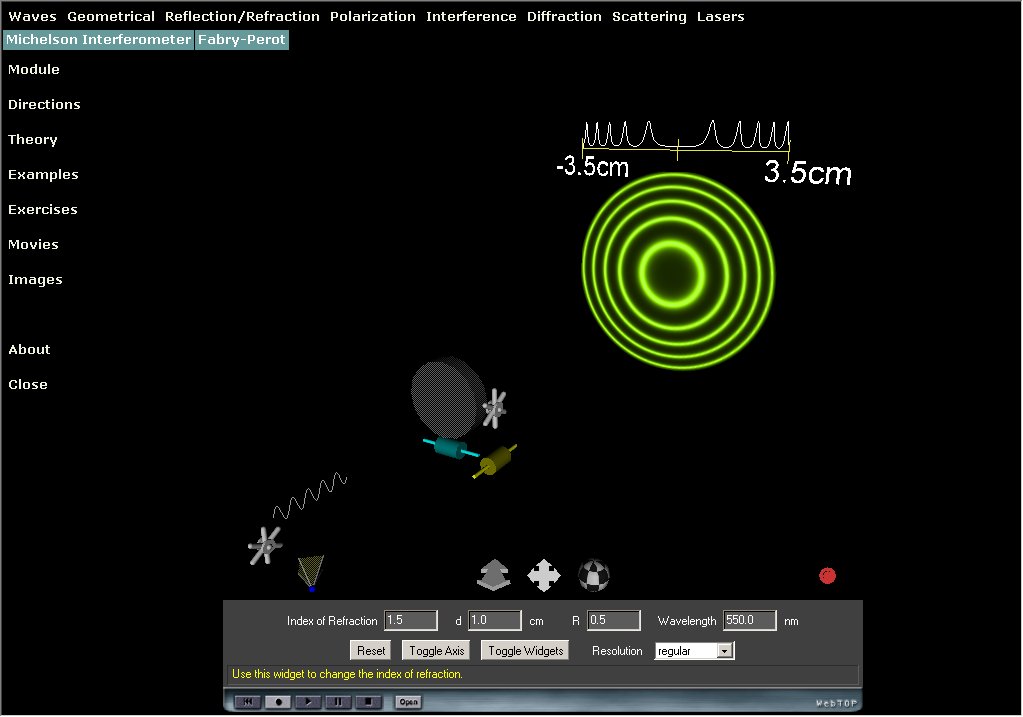 Waves Geometrical Reflection/Refraction Polarization Interference Diffraction Scattering Lasers
Michelson Interferometer Fabry-Perot
Module
Directions
Theory
Examples
Exercises
Movies
Images
About
Close
-3.5cm 3.5cm
Index of Refraction 1.5 d 1.0 cm R 0.5 Wavelength 550.0 nm
Reset Toggle Axis Toggle Widgets Resolution regular
Use this widget to change the index of refraction.
Open WebTOP